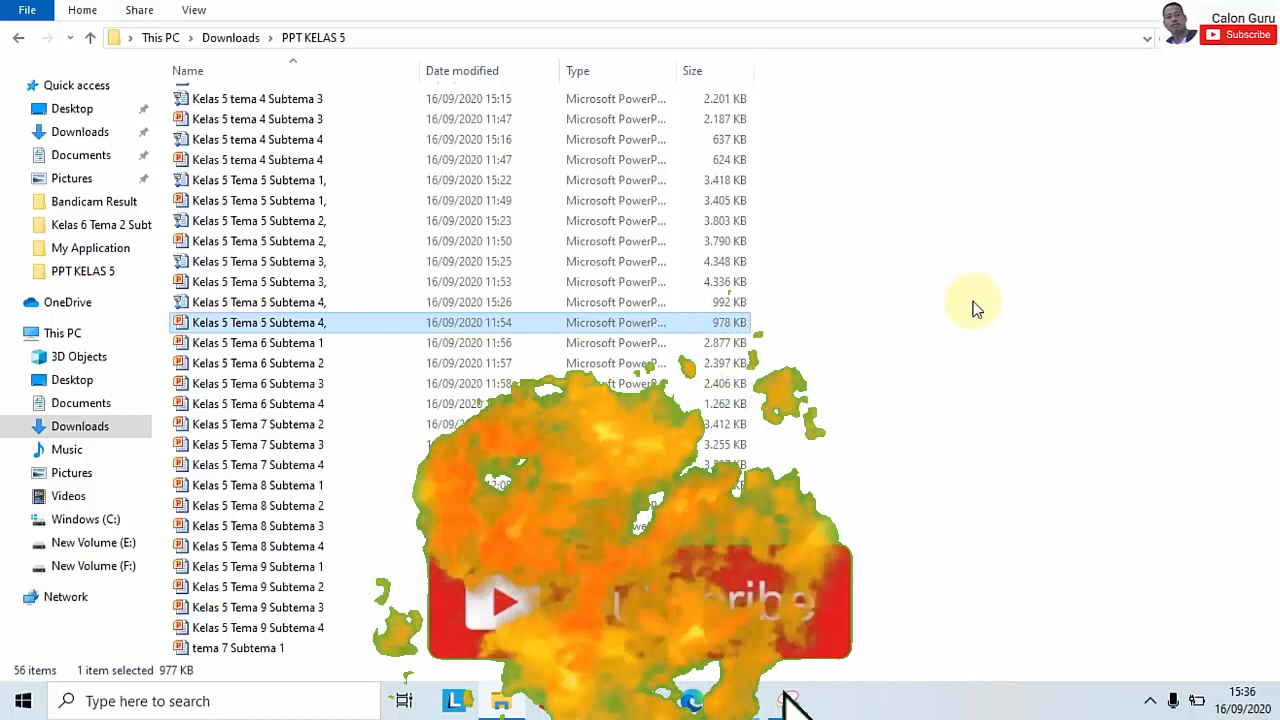 File Home Share View
Calon Guru
Subscribe
This PC > Downloads > PPT KELAS 5
Name Date modified Type Size
Quick access
Desktop
Downloads
Documents
Pictures
Bandicam Result
Kelas 6 Tema 2 Subt
My Application
PPT KELAS 5
OneDrive
This PC
3D Objects
Desktop
Documents
Downloads
Music
Pictures
Videos
Windows (C:)
New Volume (E:)
New Volume (F:)
Network
Kelas 5 tema 4 Subtema 3 16/09/2020 15:15 Microsoft PowerP... 2.201 KB
Kelas 5 tema 4 Subtema 3 16/09/2020 11:47 Microsoft PowerP... 2.187 KB
Kelas 5 tema 4 Subtema 4 16/09/2020 15:16 Microsoft PowerP... 637 KB
Kelas 5 tema 4 Subtema 4 16/09/2020 11:47 Microsoft PowerP... 624 KB
Kelas 5 Tema 5 Subtema 1, 16/09/2020 15:22 Microsoft PowerP... 3.418 KB
Kelas 5 Tema 5 Subtema 1, 16/09/2020 11:49 Microsoft PowerP... 3.405 KB
Kelas 5 Tema 5 Subtema 2, 16/09/2020 15:23 Microsoft PowerP... 3.803 KB
Kelas 5 Tema 5 Subtema 2, 16/09/2020 11:50 Microsoft PowerP... 3.790 KB
Kelas 5 Tema 5 Subtema 3, 16/09/2020 15:25 Microsoft PowerP... 4.348 KB
Kelas 5 Tema 5 Subtema 3, 16/09/2020 11:53 Microsoft PowerP... 4.336 KB
Kelas 5 Tema 5 Subtema 4, 16/09/2020 15:26 Microsoft PowerP... 992 KB
Kelas 5 Tema 5 Subtema 4, 16/09/2020 11:54 Microsoft PowerP... 978 KB
Kelas 5 Tema 6 Subtema 1 16/09/2020 11:56 Microsoft PowerP... 2.877 KB
Kelas 5 Tema 6 Subtema 2 16/09/2020 11:57 Microsoft PowerP... 2.397 KB
Kelas 5 Tema 6 Subtema 3 16/09/2020 11:58 2.406 KB
Kelas 5 Tema 6 Subtema 4 16/09/2020 1.262 KB
Kelas 5 Tema 7 Subtema 2 3.412 KB
Kelas 5 Tema 7 Subtema 3 3.255 KB
Kelas 5 Tema 7 Subtema 4 KB
Kelas 5 Tema 8 Subtema 1
Kelas 5 Tema 8 Subtema 2
Kelas 5 Tema 8 Subtema 3
Kelas 5 Tema 8 Subtema 4
Kelas 5 Tema 9 Subtema 1
Kelas 5 Tema 9 Subtema 2
Kelas 5 Tema 9 Subtema 3
Kelas 5 Tema 9 Subtema 4
tema 7 Subtema 1
56 items 1 item selected 977 KB
Type here to search
15:36
16/09/2020